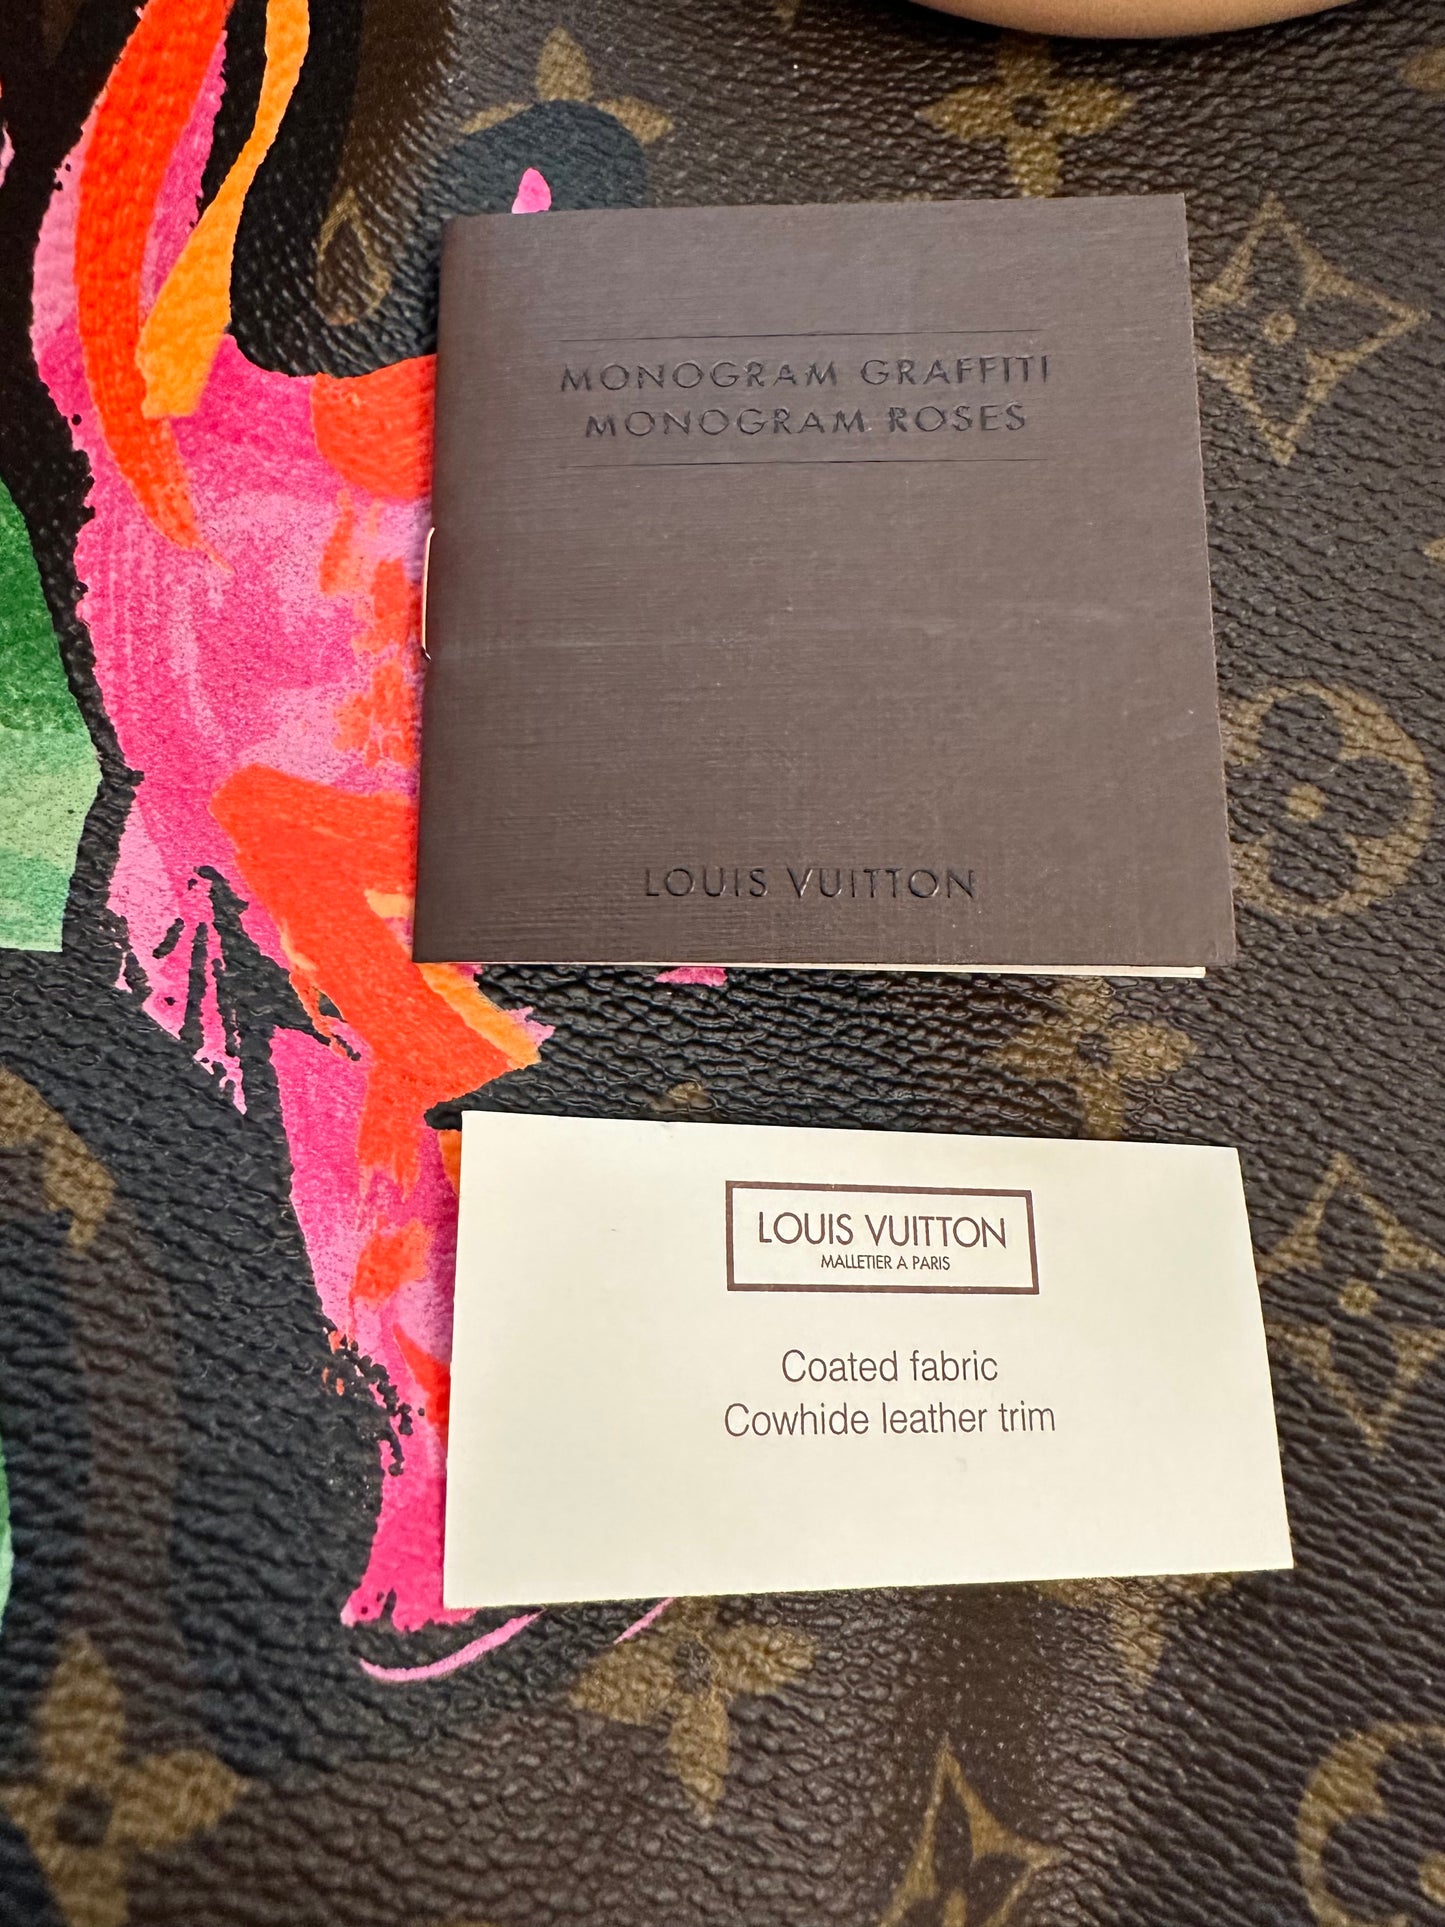 MONOGRAM GRAFFITI
MONOGRAM ROSES
LOUIS VUITTON
LOUIS VUITTON
MALLETIER A PARIS
Coated fabric
Cowhide leather trim